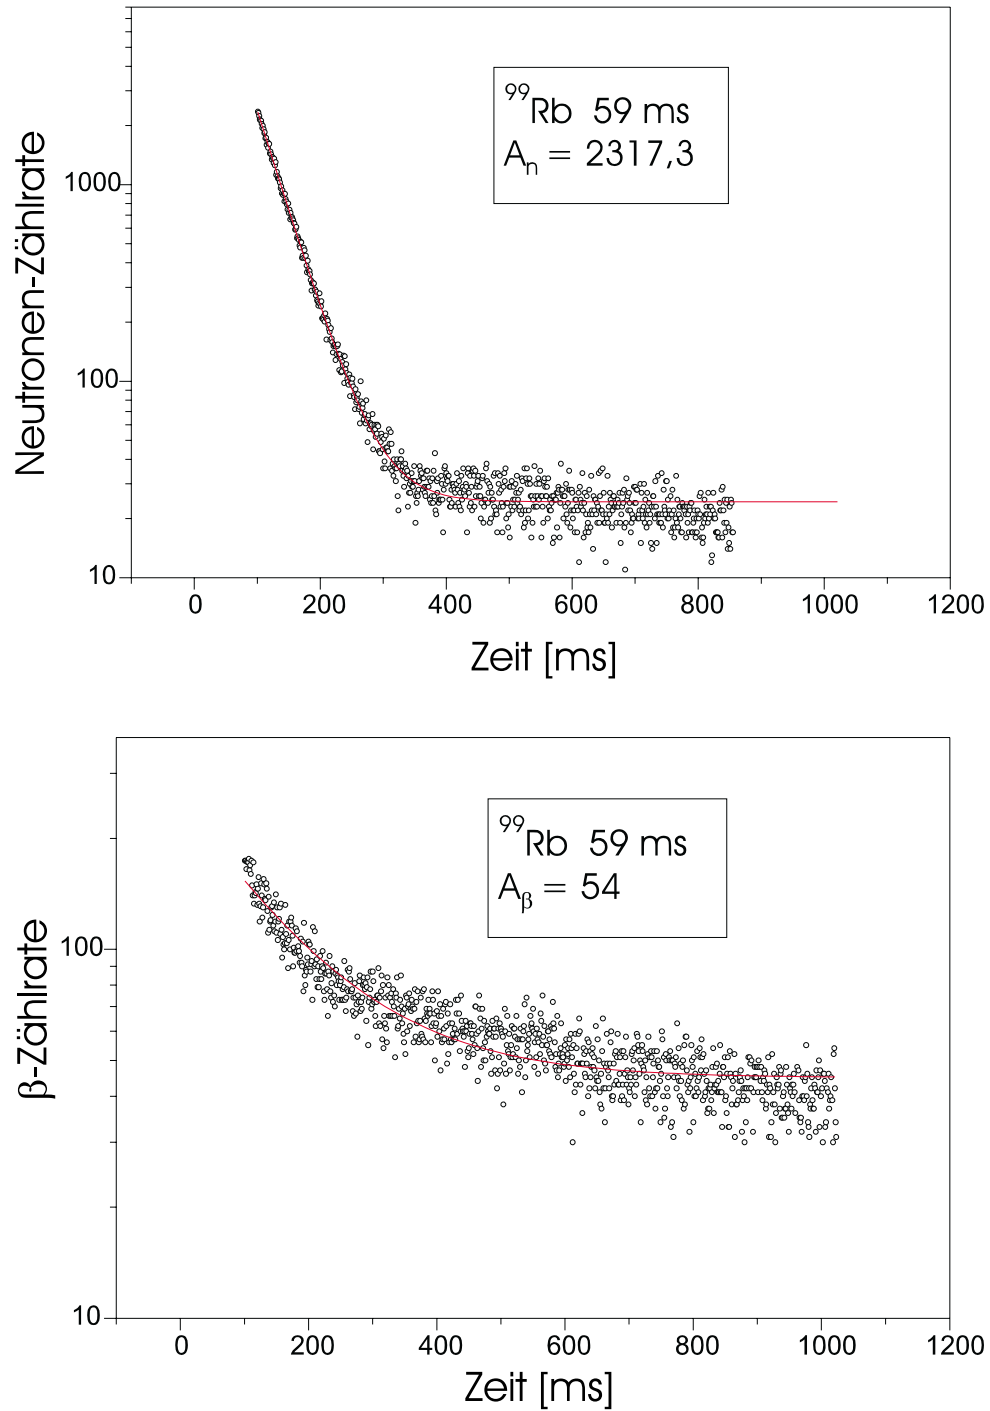 Neutronen-Zählrate
1000
100
10
⁹⁹Rb 59 ms
Aₙ = 2317,3
0 200 400 600 800 1000 1200
Zeit [ms]
β-Zählrate
100
10
⁹⁹Rb 59 ms
Aᵦ = 54
0 200 400 600 800 1000 1200
Zeit [ms]